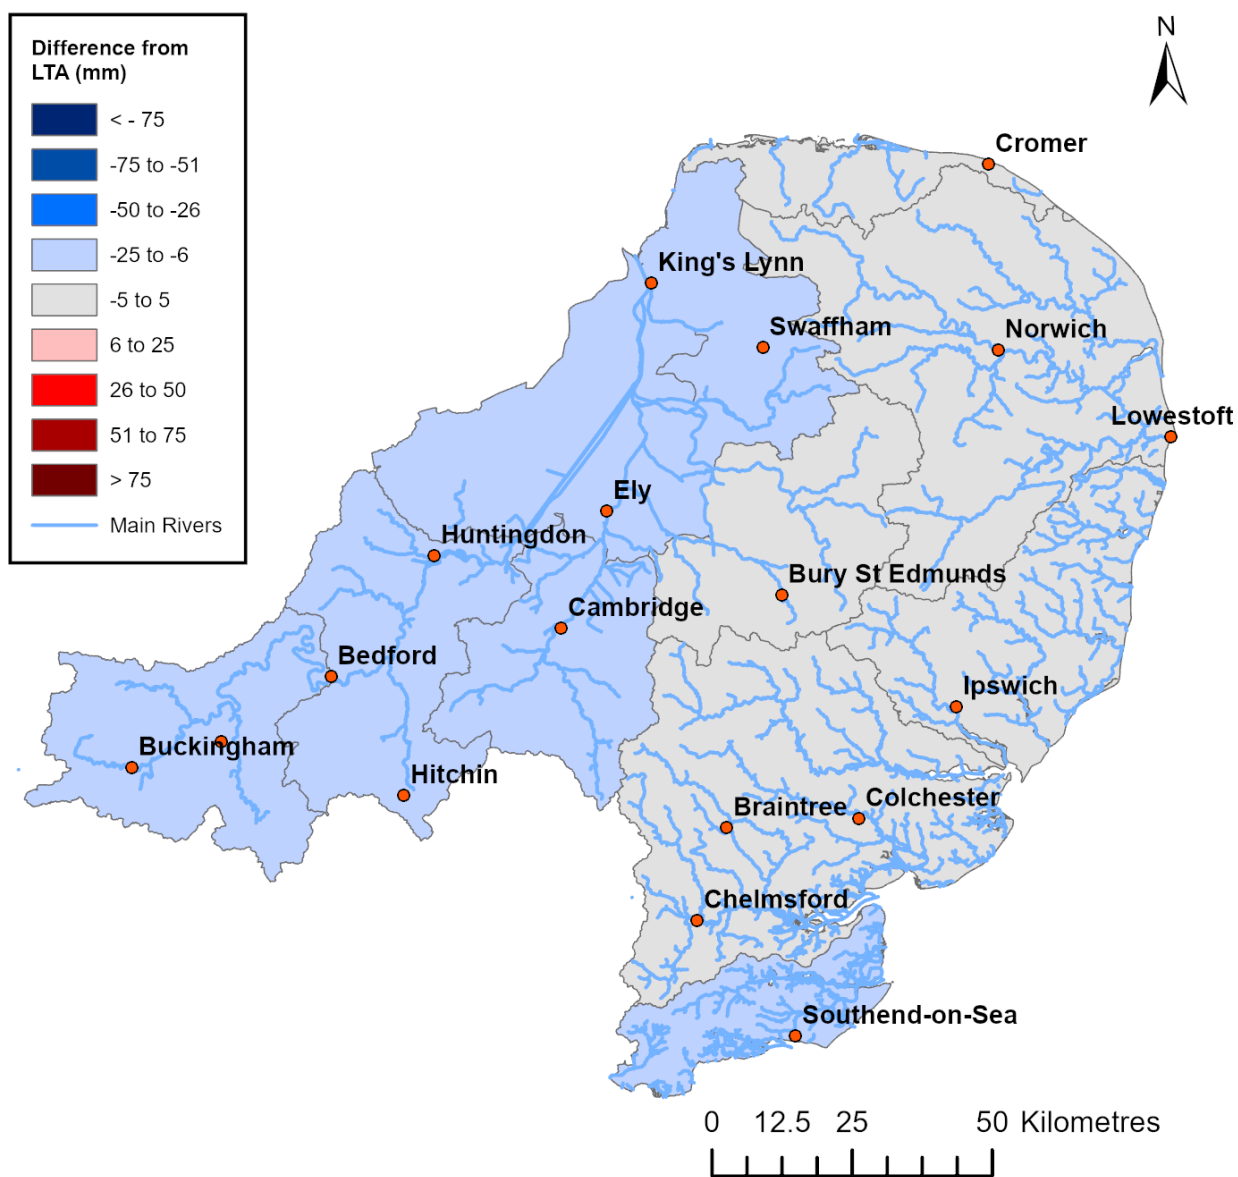 Difference from
LTA (mm)
< - 75
-75 to -51
-50 to -26
-25 to -6
-5 to 5
6 to 25
26 to 50
51 to 75
> 75
Main Rivers
N
Cromer
King's Lynn
Swaffham
Norwich
Lowestoft
Ely
Huntingdon
Bury St Edmunds
Cambridge
Bedford
Ipswich
Buckingham
Hitchin
Braintree
Colchester
Chelmsford
Southend-on-Sea
0 12.5 25 50 Kilometres